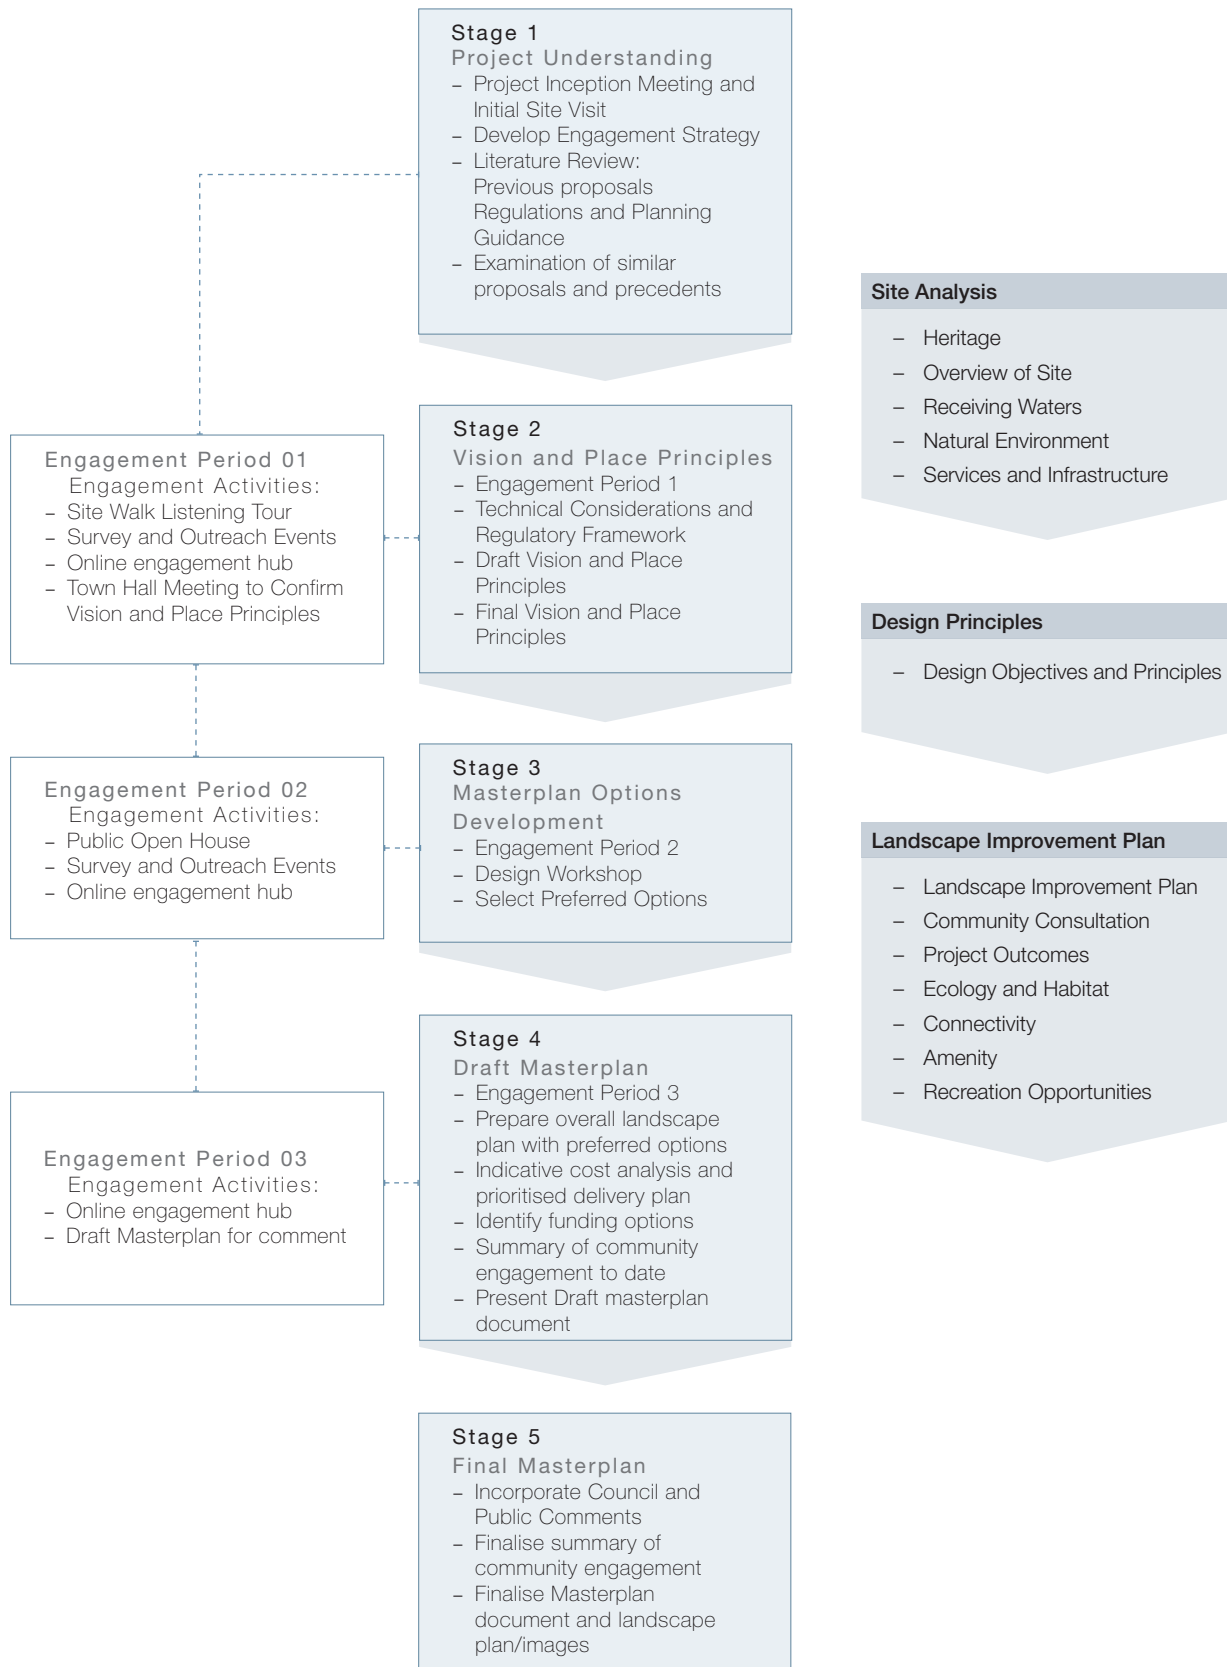 Stage 1
Project Understanding
– Project Inception Meeting and
Initial Site Visit
– Develop Engagement Strategy
– Literature Review:
Previous proposals
Regulations and Planning
Guidance
– Examination of similar
proposals and precedents
Engagement Period 01
Engagement Activities:
– Site Walk Listening Tour
– Survey and Outreach Events
– Online engagement hub
– Town Hall Meeting to Confirm
Vision and Place Principles
Stage 2
Vision and Place Principles
– Engagement Period 1
– Technical Considerations and
Regulatory Framework
– Draft Vision and Place
Principles
– Final Vision and Place
Principles
Engagement Period 02
Engagement Activities:
– Public Open House
– Survey and Outreach Events
– Online engagement hub
Stage 3
Masterplan Options
Development
– Engagement Period 2
– Design Workshop
– Select Preferred Options
Engagement Period 03
Engagement Activities:
– Online engagement hub
– Draft Masterplan for comment
Stage 4
Draft Masterplan
– Engagement Period 3
– Prepare overall landscape
plan with preferred options
– Indicative cost analysis and
prioritised delivery plan
– Identify funding options
– Summary of community
engagement to date
– Present Draft masterplan
document
Stage 5
Final Masterplan
– Incorporate Council and
Public Comments
– Finalise summary of
community engagement
– Finalise Masterplan
document and landscape
plan/images
Site Analysis
– Heritage
– Overview of Site
– Receiving Waters
– Natural Environment
– Services and Infrastructure
Design Principles
– Design Objectives and Principles
Landscape Improvement Plan
– Landscape Improvement Plan
– Community Consultation
– Project Outcomes
– Ecology and Habitat
– Connectivity
– Amenity
– Recreation Opportunities